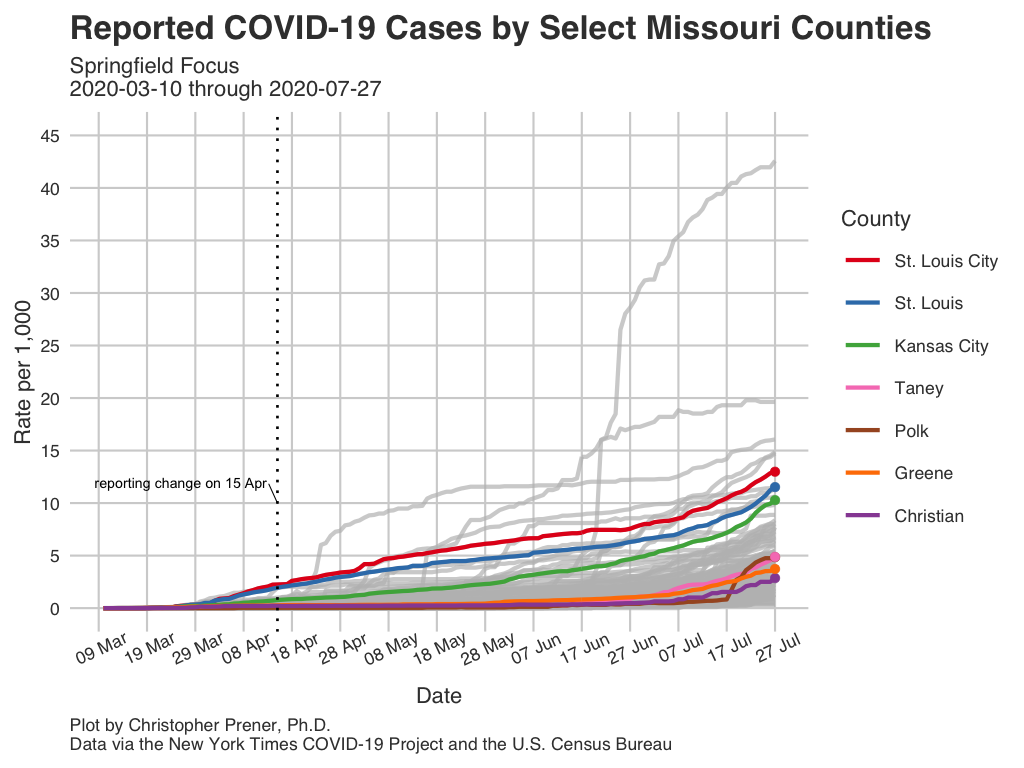 Reported COVID-19 Cases by Select Missouri Counties
Springfield Focus
2020-03-10 through 2020-07-27
45
40
35
30
25
20
15
10
5
0
Rate per 1,000
reporting change on 15 Apr
09 Mar
19 Mar
29 Mar
08 Apr
18 Apr
28 Apr
08 May
18 May
28 May
07 Jun
17 Jun
27 Jun
07 Jul
17 Jul
27 Jul
Date
County
St. Louis City
St. Louis
Kansas City
Taney
Polk
Greene
Christian
Plot by Christopher Prener, Ph.D.
Data via the New York Times COVID-19 Project and the U.S. Census Bureau